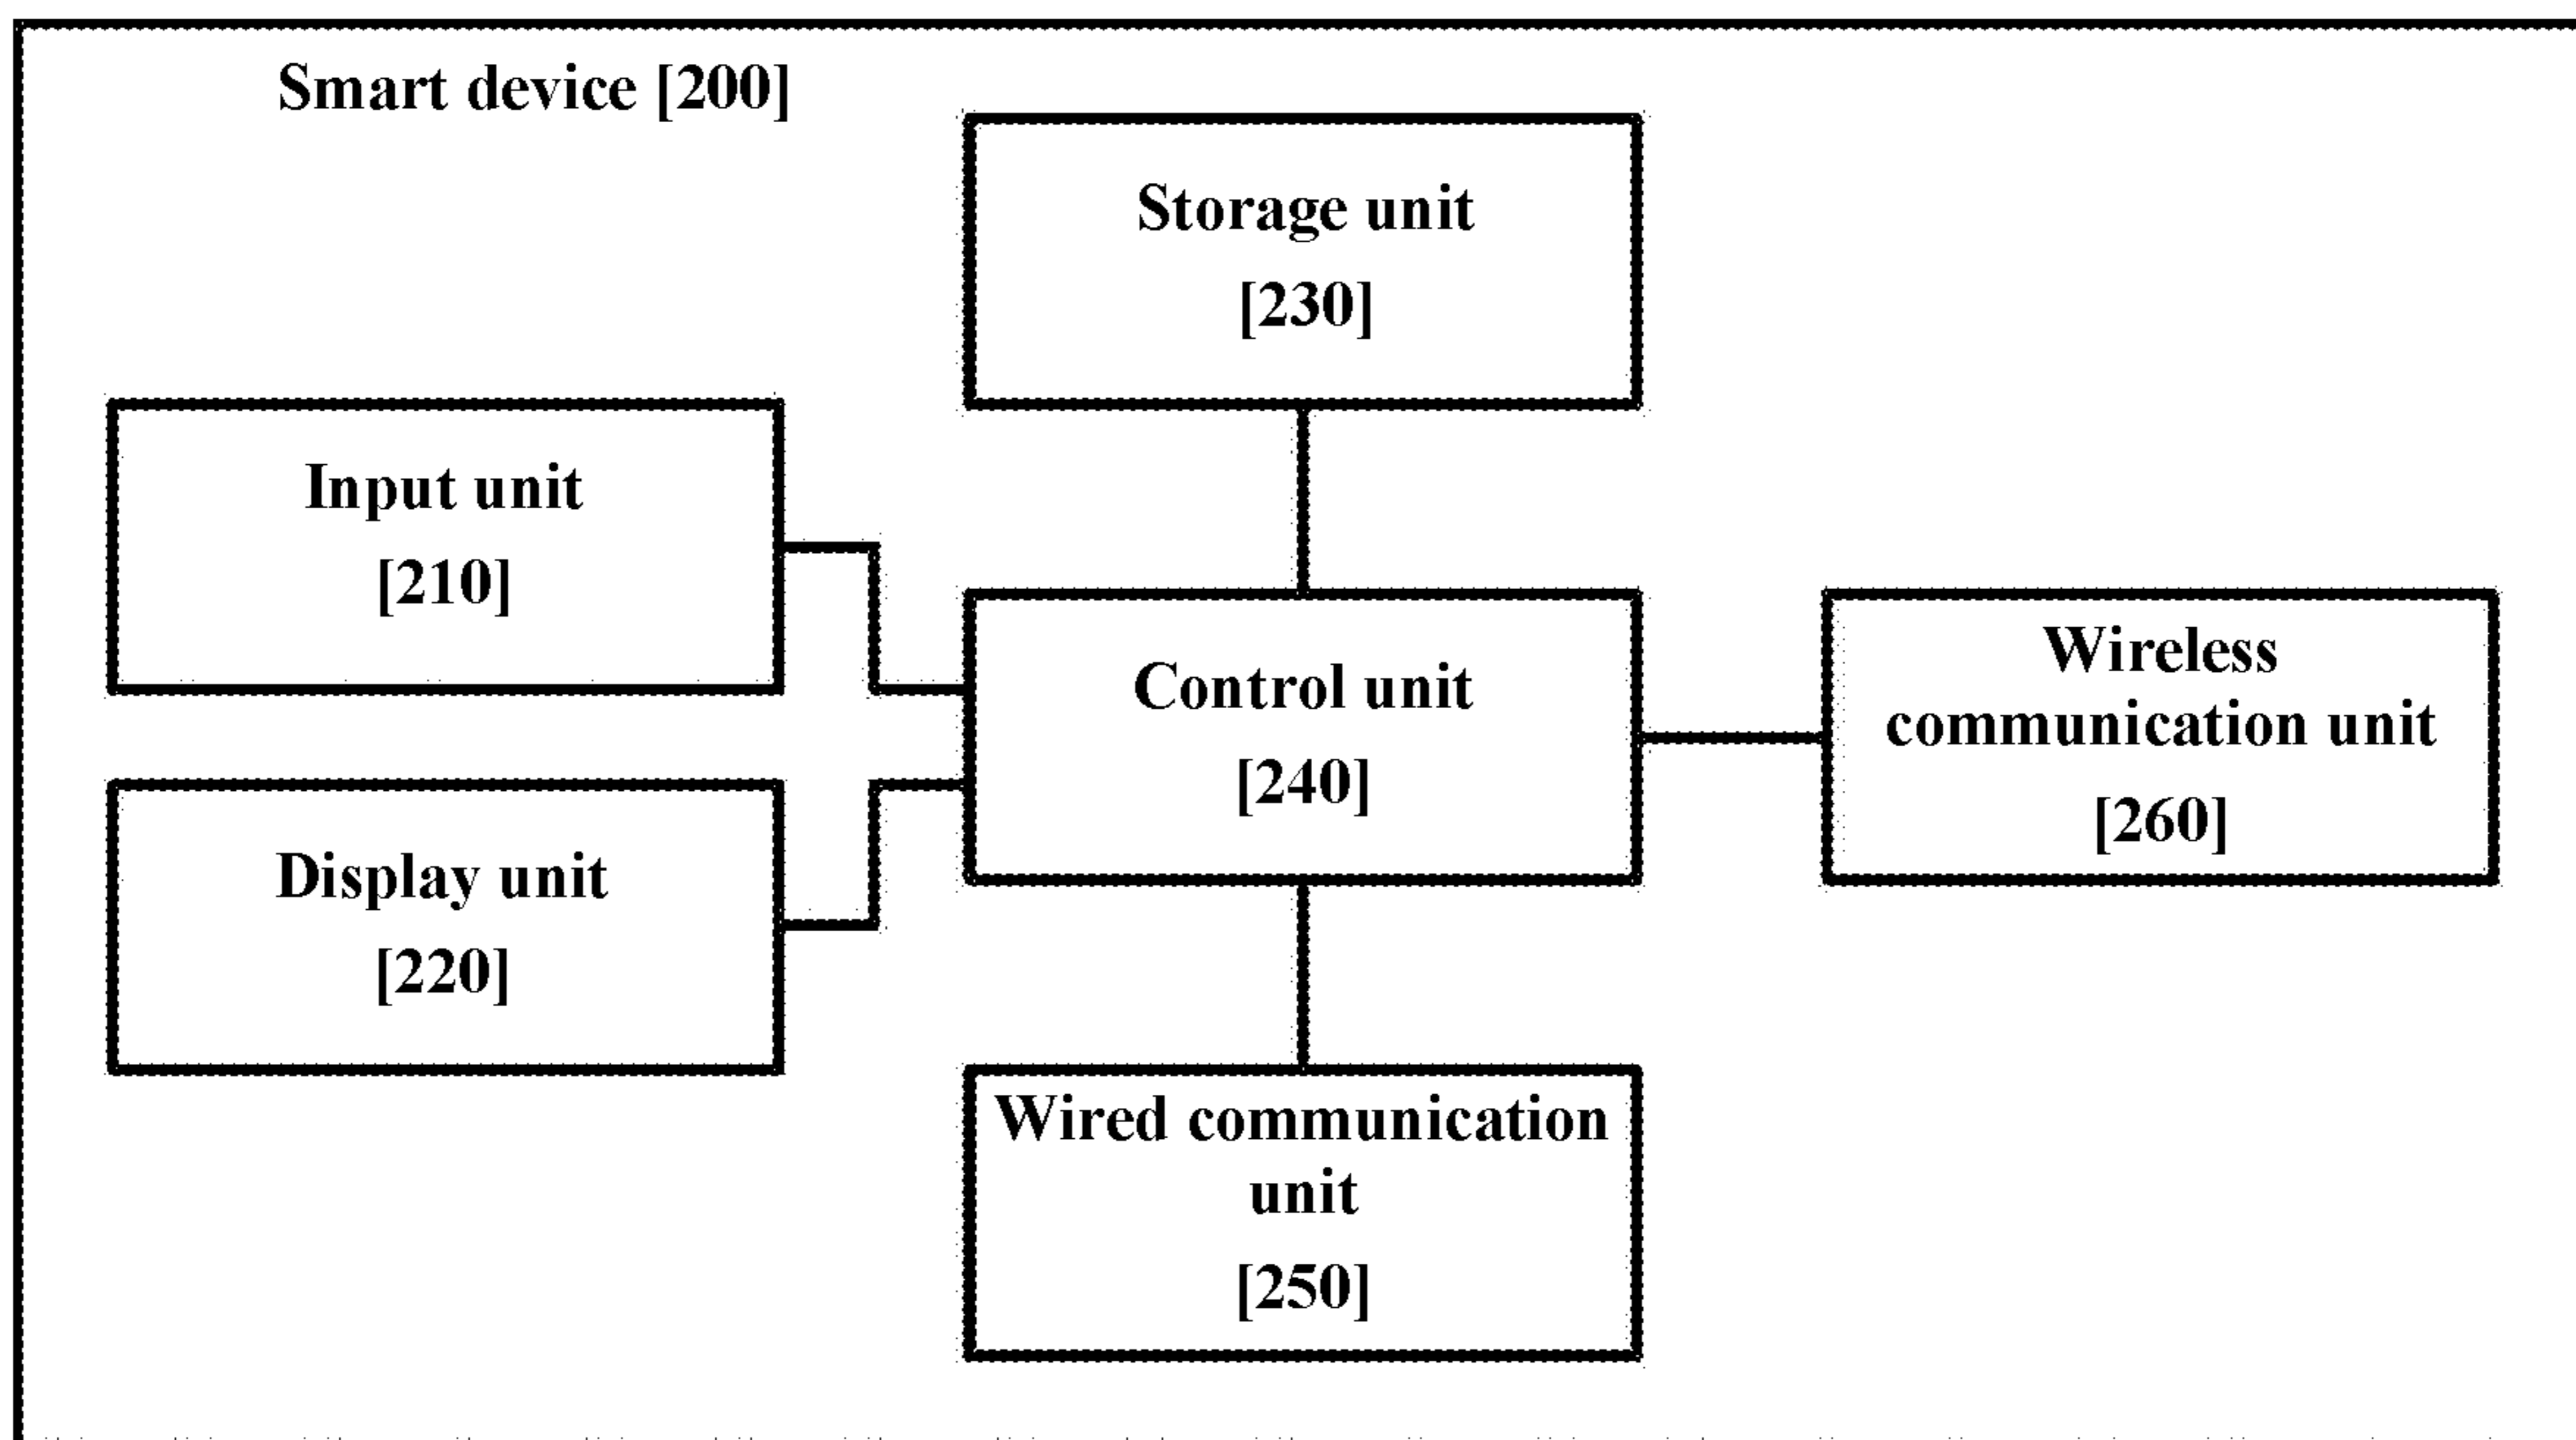 Smart device [200]
Storage unit
[230]
Input unit
[210]
Control unit
[240]
Wireless
communication unit
[260]
Display unit
[220]
Wired communication
unit
[250]